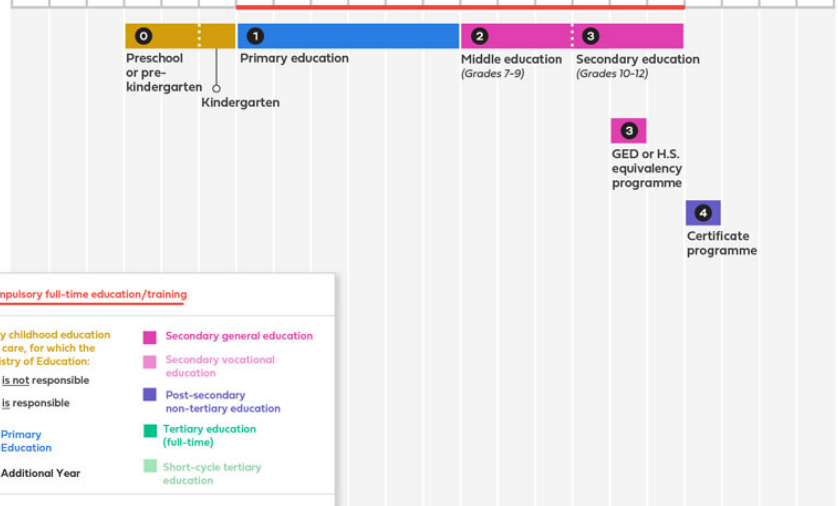 0
1
2
3
Preschool
or pre-
kindergarten
Kindergarten
Primary education
Middle education
(Grades 7-9)
Secondary education
(Grades 10-12)
3
GED or H.S.
equivalency
programme
4
Certificate
programme
mpulsory full-time education/training
y childhood education
care, for which the
istry of Education:
is not responsible
is responsible
Primary
Education
Additional Year
Secondary general education
Secondary vocational
education
Post-secondary
non-tertiary education
Tertiary education
(full-time)
Short-cycle tertiary
education